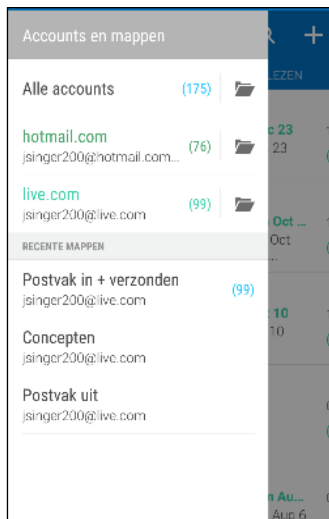 Accounts en mappen
LEZEN
Alle accounts (175)
c 23
hotmail.com (76)
23
jsinger200@hotmail.com...
live.com (99)
jsinger200@live.com
Oct ...
Oct
...
RECENTE MAPPEN
Postvak in + verzonden (99)
jsinger200@live.com
10
10
Concepten
jsinger200@live.com
Postvak uit
jsinger200@live.com
n Au...
Aug 6